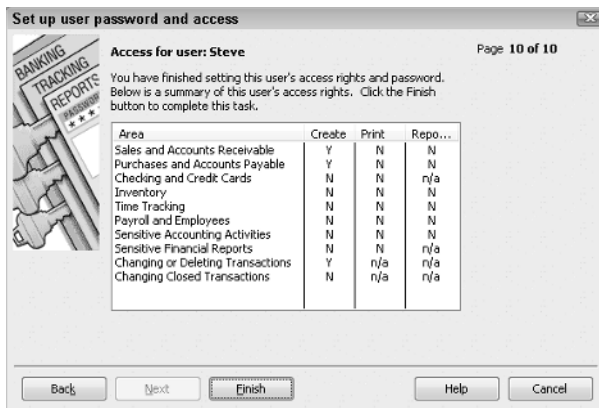 Set up user password and access
BANKING
TRACKING
REPORTS
PASSWORD
* * *
Access for user: Steve
Page 10 of 10
You have finished setting this user's access rights and password.
Below is a summary of this user's access rights. Click the Finish
button to complete this task.
Area Create Print Repo...
Sales and Accounts Receivable Y N N
Purchases and Accounts Payable Y N N
Checking and Credit Cards N N n/a
Inventory N N N
Time Tracking N N N
Payroll and Employees N N N
Sensitive Accounting Activities N N N
Sensitive Financial Reports N N n/a
Changing or Deleting Transactions Y n/a n/a
Changing Closed Transactions N n/a n/a
Back Next Finish Help Cancel